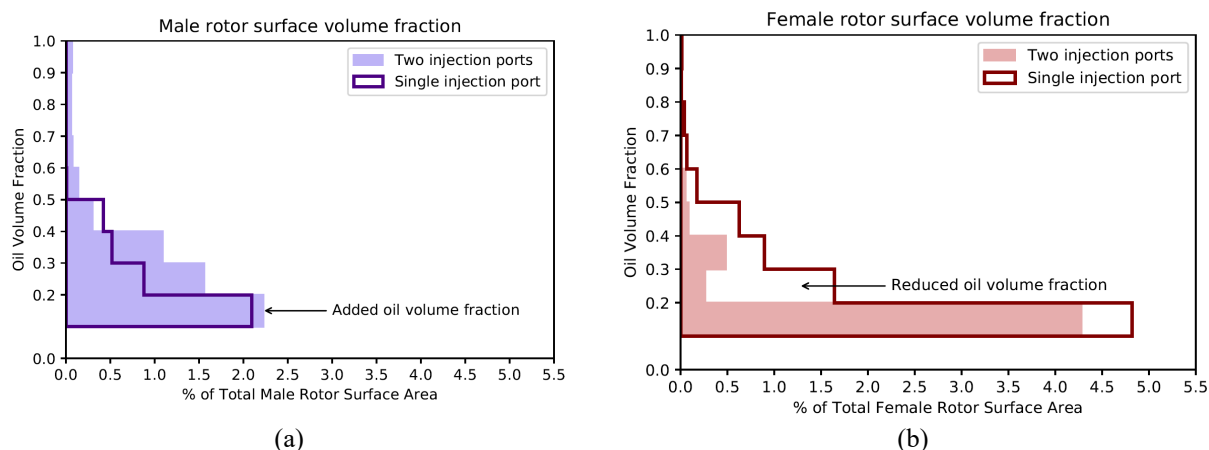 Male rotor surface volume fraction
1.0
0.9
0.8
0.7
0.6
0.5
0.4
0.3
0.2
0.1
0.0
Oil Volume Fraction
Two injection ports
Single injection port
Added oil volume fraction
0.0 0.5 1.0 1.5 2.0 2.5 3.0 3.5 4.0 4.5 5.0 5.5
% of Total Male Rotor Surface Area
(a)
Female rotor surface volume fraction
1.0
0.9
0.8
0.7
0.6
0.5
0.4
0.3
0.2
0.1
0.0
Oil Volume Fraction
Two injection ports
Single injection port
Reduced oil volume fraction
0.0 0.5 1.0 1.5 2.0 2.5 3.0 3.5 4.0 4.5 5.0 5.5
% of Total Female Rotor Surface Area
(b)